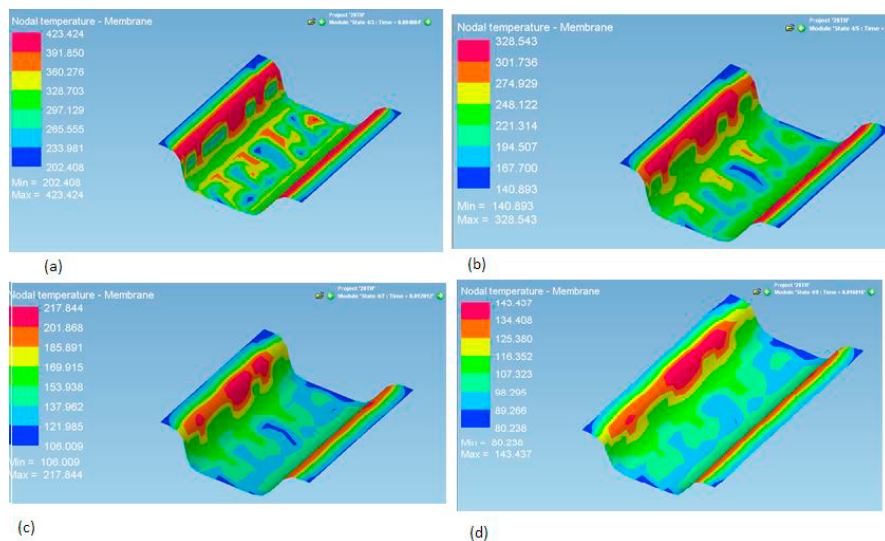 Nodal temperature - Membrane
423.424
391.850
360.276
328.703
297.129
265.555
233.981
202.408
Min = 202.408
Max = 423.424
(a)
Nodal temperature - Membrane
328.543
301.736
274.929
248.122
221.314
194.507
167.700
140.893
Min = 140.893
Max = 328.543
(b)
Nodal temperature - Membrane
217.844
201.868
185.891
169.915
153.938
137.962
121.985
106.009
Min = 106.009
Max = 217.844
(c)
Nodal temperature - Membrane
143.437
134.408
125.380
116.352
107.323
98.295
89.266
80.238
Min = 80.238
Max = 143.437
(d)